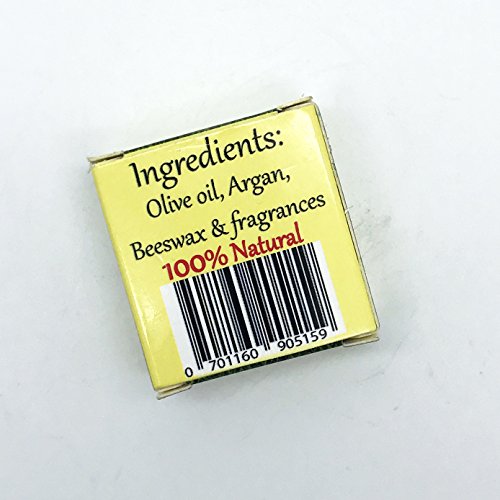 Ingredients:
Olive oil, Argan,
Beeswax & fragrances
100% Natural
0 701160 905159